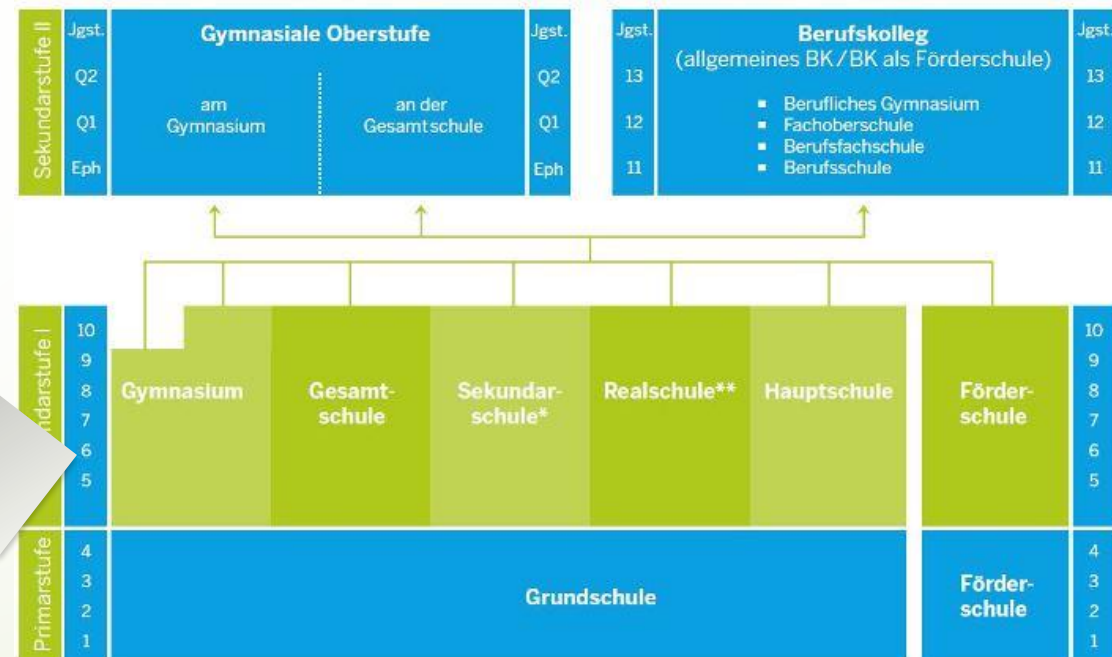 Sekundarstufe II
Jgst.
Q2
Q1
Eph
Gymnasiale Oberstufe
am
Gymnasium
an der
Gesamtschule
Jgst.
Q2
Q1
Eph
Jgst.
13
12
11
Berufskolleg
(allgemeines BK/BK als Förderschule)
▪ Berufliches Gymnasium
▪ Fachoberschule
▪ Berufsfachschule
▪ Berufsschule
Jgst.
13
12
11
ndarstufe I
10
9
8
7
6
5
Gymnasium
Gesamt-
schule
Sekundar-
schule*
Realschule**
Hauptschule
Förder-
schule
10
9
8
7
6
5
Primarstufe
4
3
2
1
Grundschule
Förder-
schule
4
3
2
1